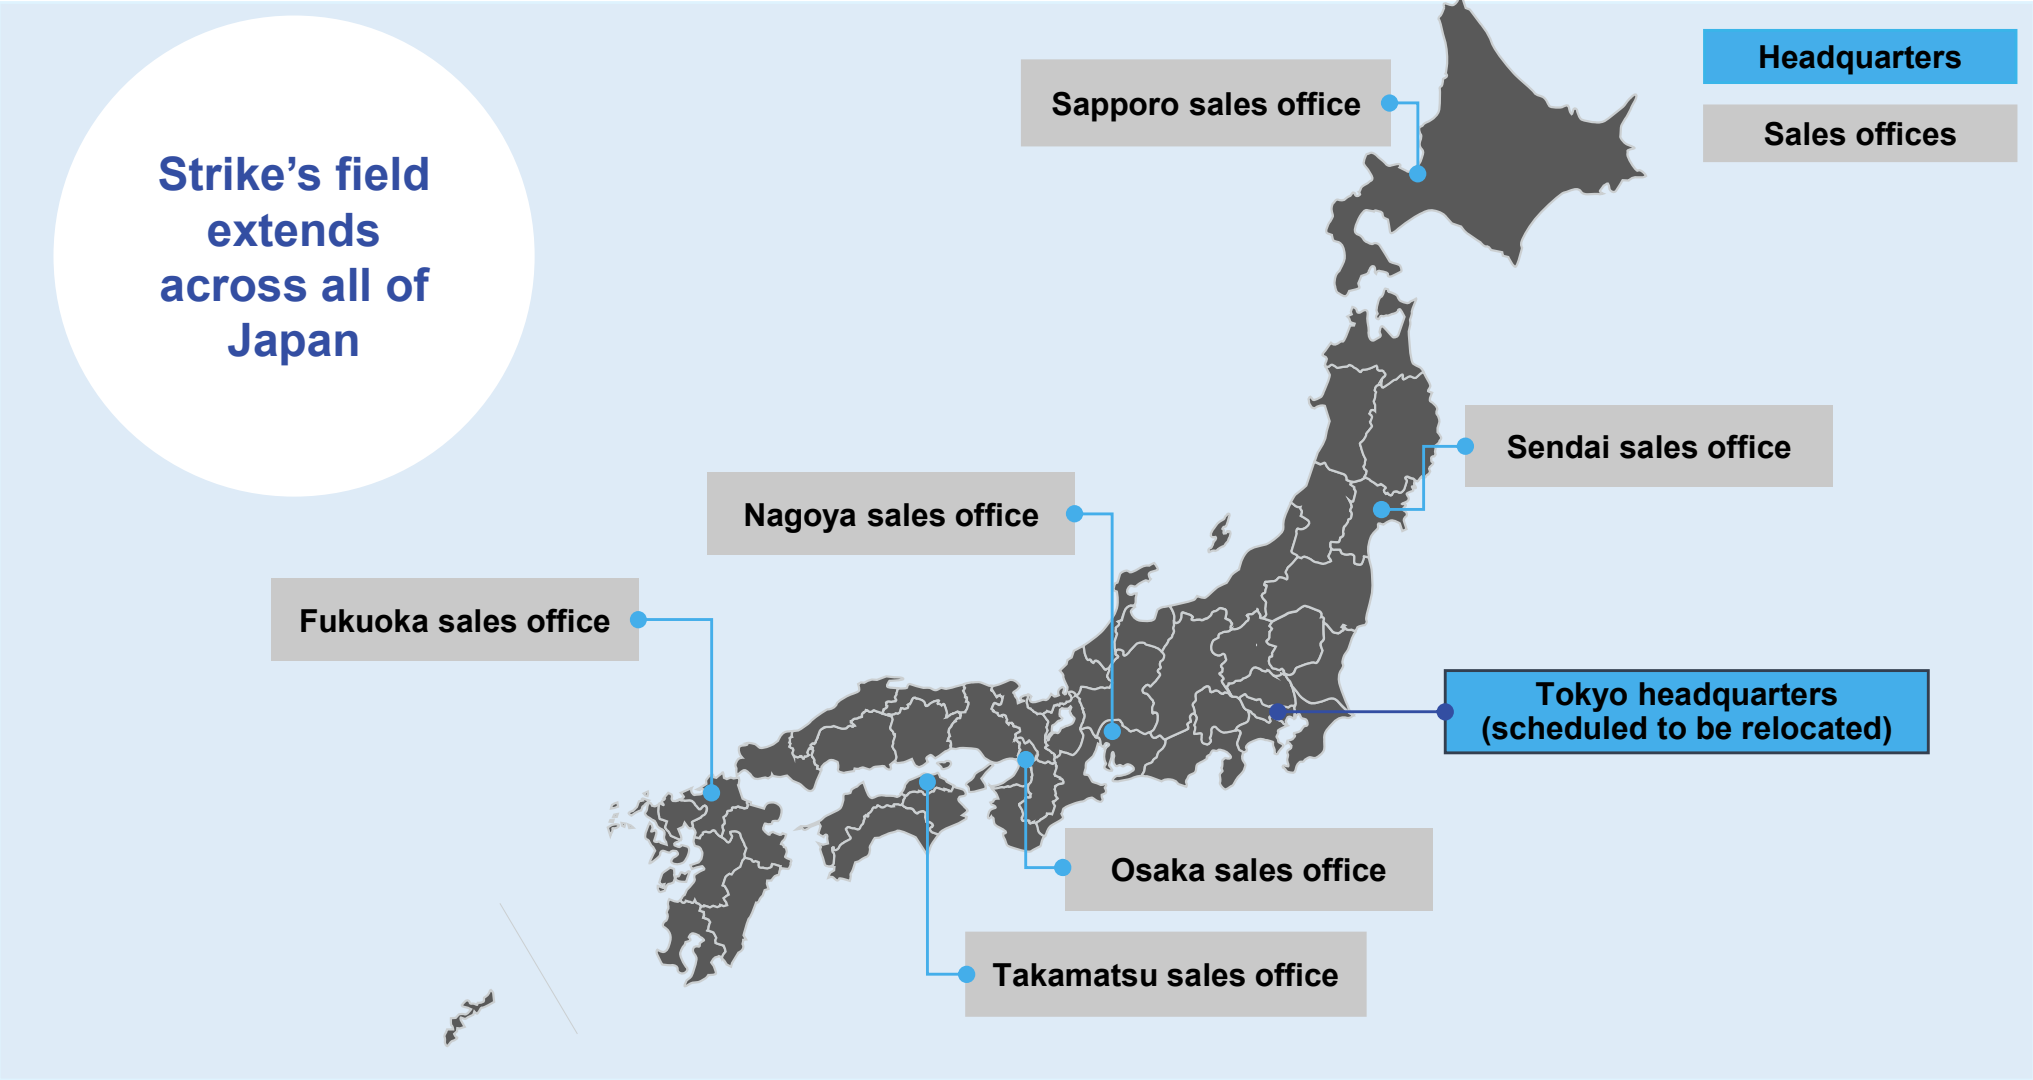 Strike’s field
extends
across all of
Japan
Headquarters
Sales offices
Sapporo sales office
Sendai sales office
Nagoya sales office
Fukuoka sales office
Tokyo headquarters
(scheduled to be relocated)
Osaka sales office
Takamatsu sales office